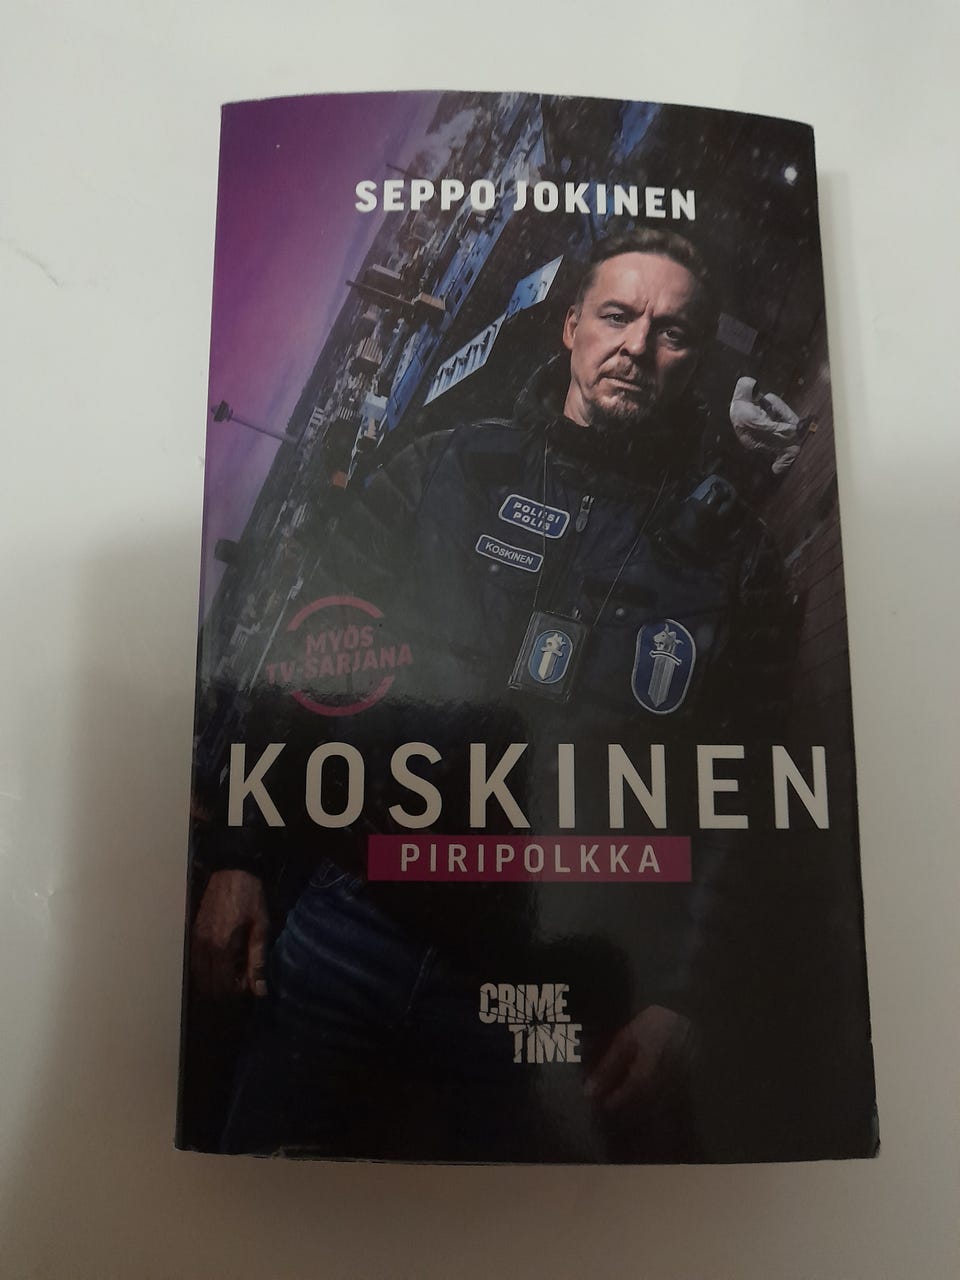 SEPPO JOKINEN
POLIISI
POLIS
KOSKINEN
MYÖS
TV-SARJANA
KOSKINEN
PIRIPOLKKA
CRIME
TIME